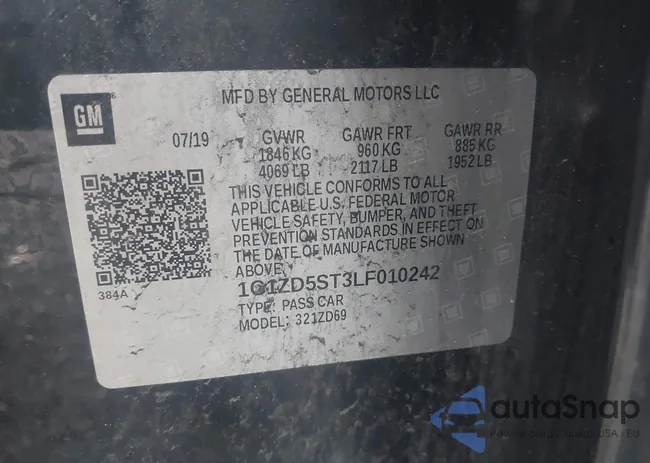 MFD BY GENERAL MOTORS LLC
GM
07/19 GVWR GAWR FRT GAWR RR
1846 KG 960 KG 885 KG
4069 LB 2117 LB 1952 LB
THIS VEHICLE CONFORMS TO ALL
APPLICABLE U.S. FEDERAL MOTOR
VEHICLE SAFETY, BUMPER, AND THEFT
PREVENTION STANDARDS IN EFFECT ON
THE DATE OF MANUFACTURE SHOWN
ABOVE.
384A
1G1ZD5ST3LF010242
TYPE: PASS CAR
MODEL: 321ZD69
autoSnap